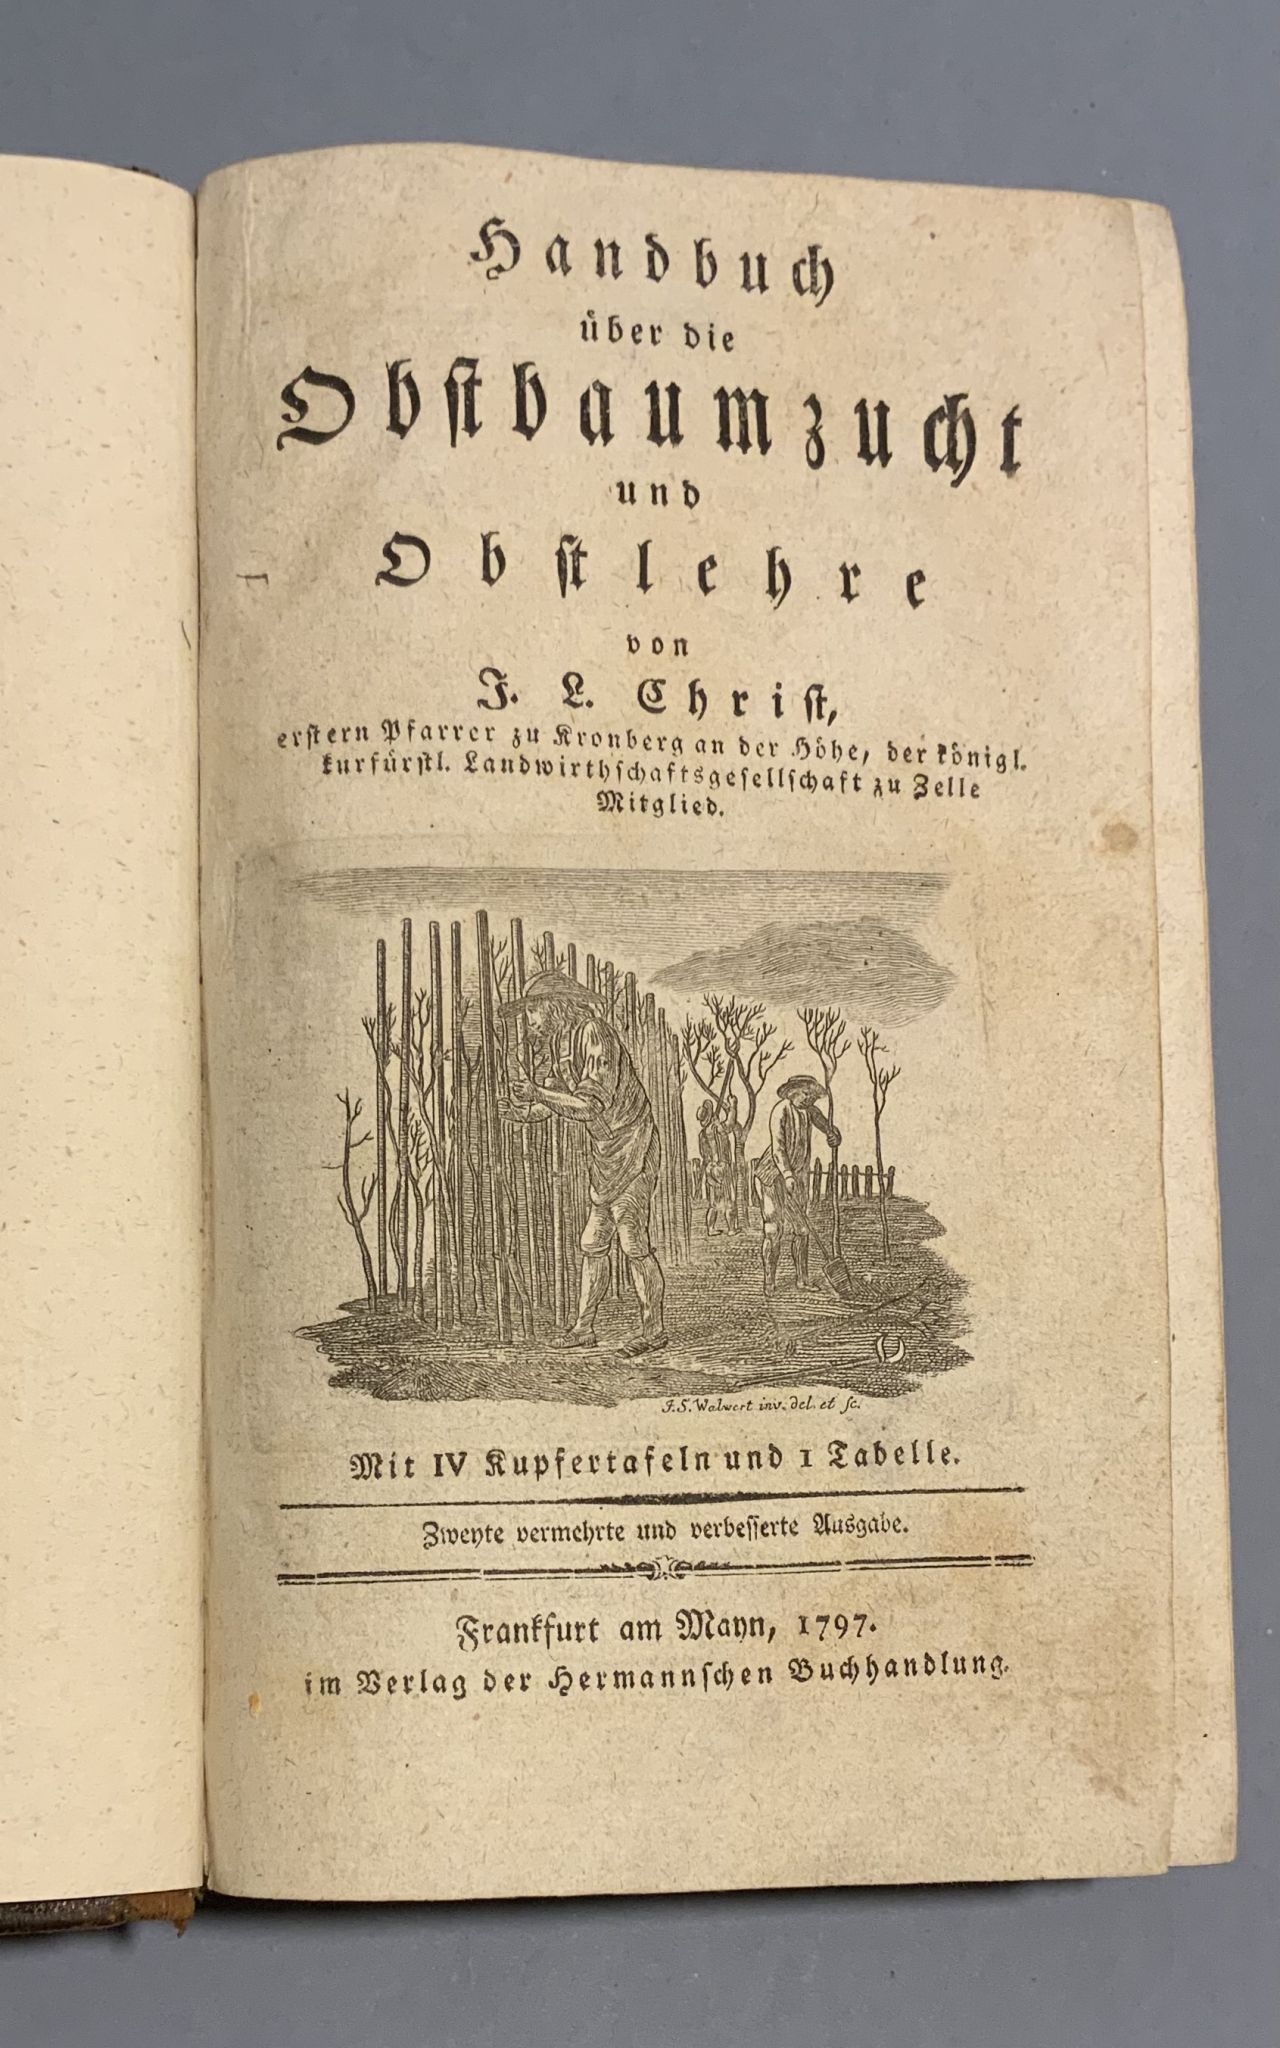 Handbuch
über die
Obſtbaumzucht
und
Obſtlehre
von
J. L. Chriſt,
erſtern Pfarrer zu Kronberg an der Höhe, der königl.
kurfürſtl. Landwirthſchaftsgeſellſchaft zu Zelle
Mitglied.
J. S. Walwert inv. del. et ſc.
Mit IV Kupfertafeln und 1 Tabelle.
Zweyte vermehrte und verbeſſerte Ausgabe.
Frankfurt am Mayn, 1797.
im Verlag der Hermannſchen Buchhandlung.